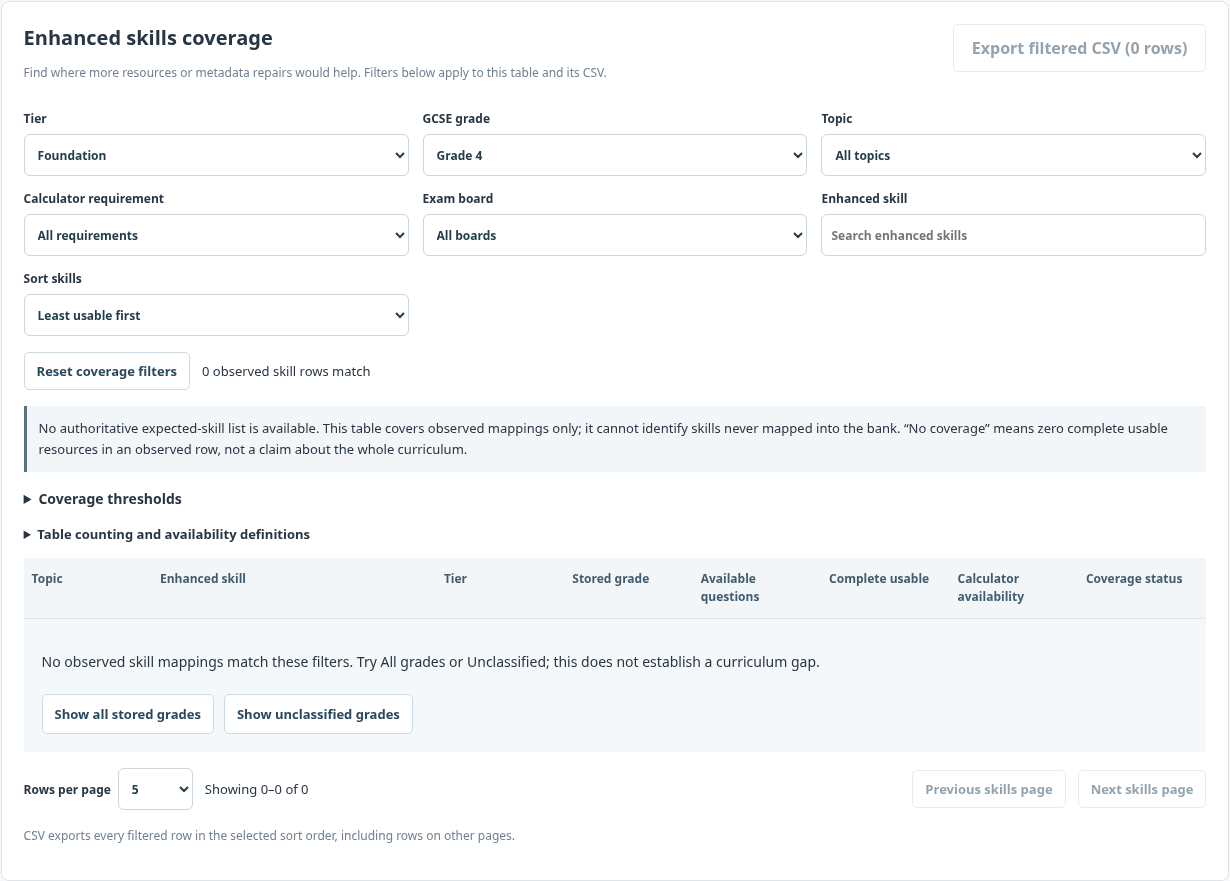 Enhanced skills coverage
Export filtered CSV (0 rows)
Find where more resources or metadata repairs would help. Filters below apply to this table and its CSV.
Tier
GCSE grade
Topic
Foundation
Grade 4
All topics
Calculator requirement
Exam board
Enhanced skill
All requirements
All boards
Search enhanced skills
Sort skills
Least usable first
Reset coverage filters
0 observed skill rows match
No authoritative expected-skill list is available. This table covers observed mappings only; it cannot identify skills never mapped into the bank. “No coverage” means zero complete usable
resources in an observed row, not a claim about the whole curriculum.
Coverage thresholds
Table counting and availability definitions
Topic
Enhanced skill
Tier
Stored grade
Available
questions
Complete usable
Calculator
availability
Coverage status
No observed skill mappings match these filters. Try All grades or Unclassified; this does not establish a curriculum gap.
Show all stored grades
Show unclassified grades
Rows per page
5
Showing 0–0 of 0
Previous skills page
Next skills page
CSV exports every filtered row in the selected sort order, including rows on other pages.